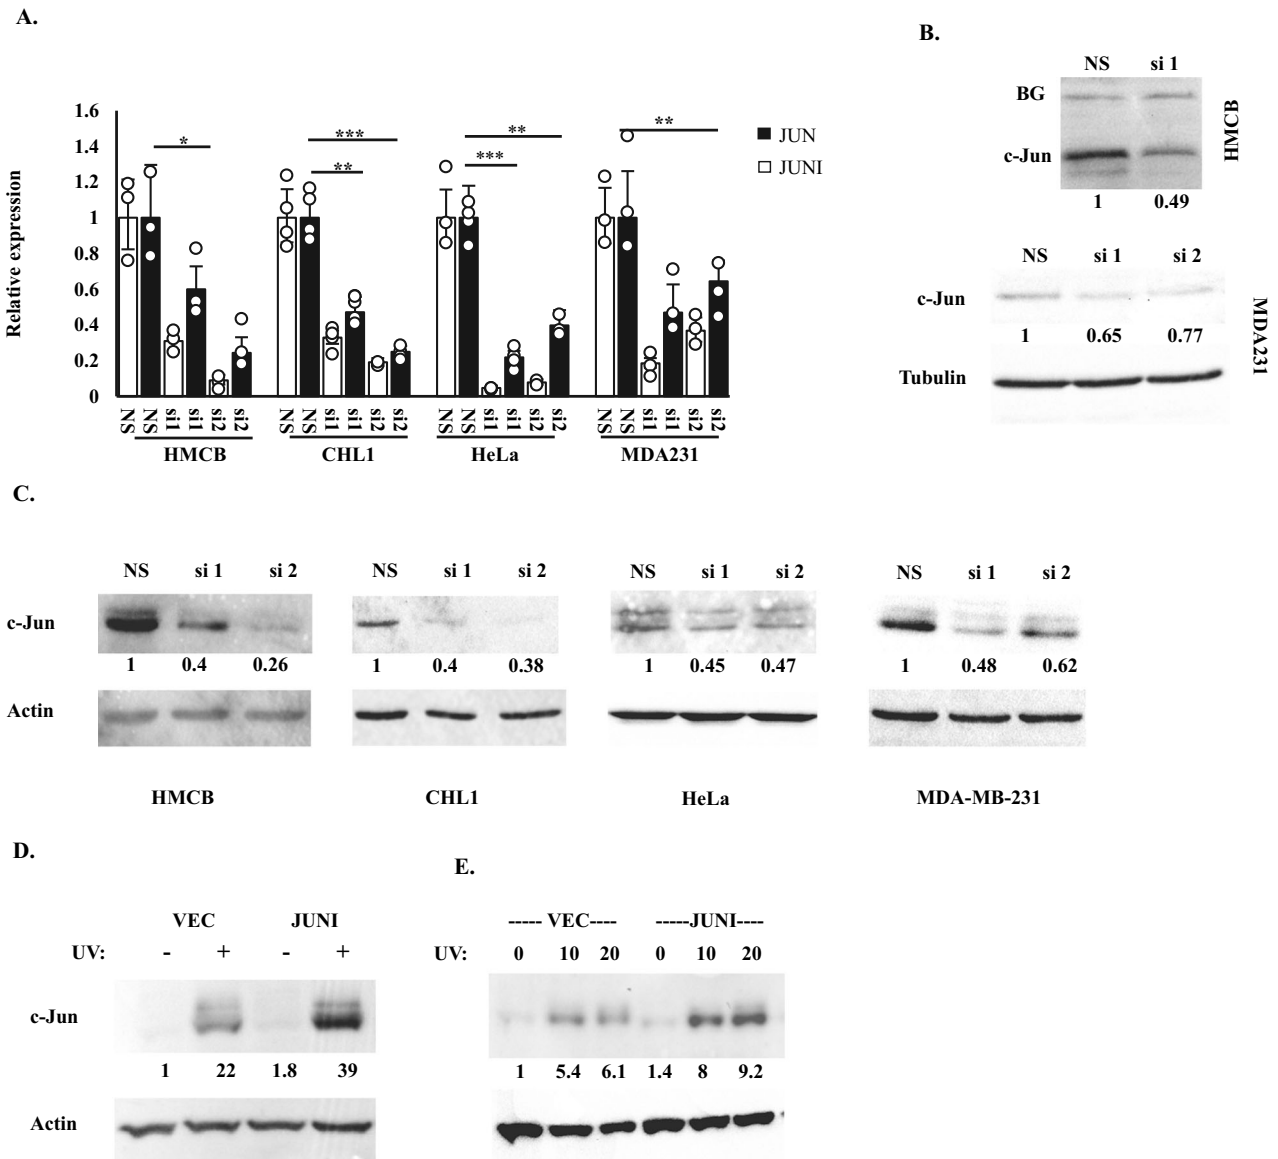 A.
1.6
1.4
1.2
1
0.8
0.6
0.4
0.2
0
Relative expression
* *** ** ** *** **
JUN
JUNI
NS NS si1 si1 si2 si2 NS NS si1 si1 si2 si2 NS NS si1 si1 si2 si2 NS NS si1 si1 si2 si2
HMCB CHL1 HeLa MDA231
B.
NS si 1
BG
c-Jun
1 0.49
HMCB
NS si 1 si 2
c-Jun
1 0.65 0.77
Tubulin
MDA231
C.
NS si 1 si 2 NS si 1 si 2 NS si 1 si 2 NS si 1 si 2
c-Jun
1 0.4 0.26 1 0.4 0.38 1 0.45 0.47 1 0.48 0.62
Actin
HMCB CHL1 HeLa MDA-MB-231
D.
VEC JUNI
UV: - + - +
c-Jun
1 22 1.8 39
Actin
E.
----- VEC---- -----JUNI----
UV: 0 10 20 0 10 20
1 5.4 6.1 1.4 8 9.2